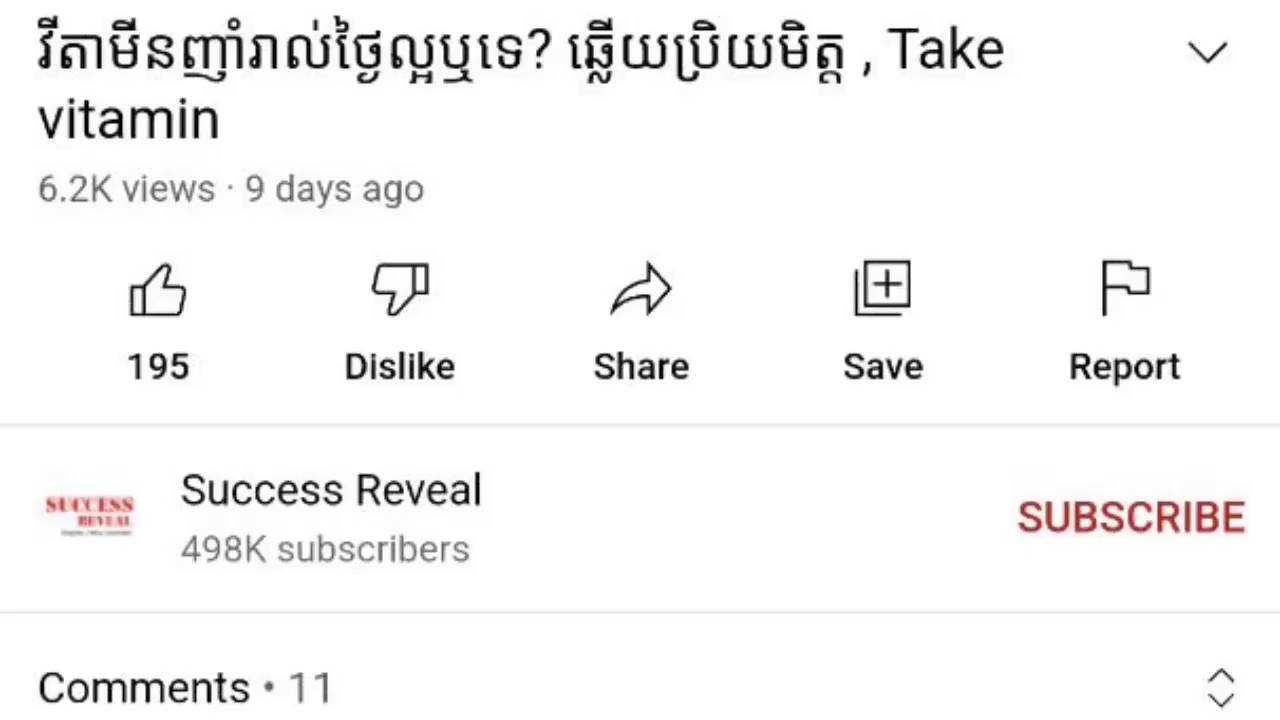 វីតាមីនញ៉ាំរាល់ថ្ងៃល្អឬទេ? ឆ្លើយប្រិយមិត្ត , Take
vitamin
6.2K views · 9 days ago
195
Dislike
Share
Save
Report
SUCCESS
REVEAL
Success Reveal
498K subscribers
SUBSCRIBE
Comments • 11